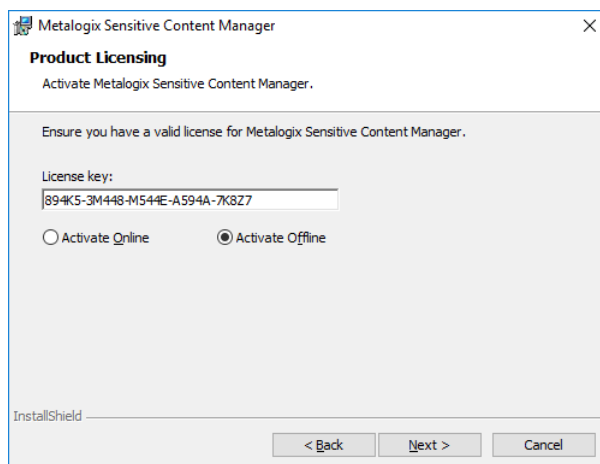 Metalogix Sensitive Content Manager
Product Licensing
Activate Metalogix Sensitive Content Manager.
Ensure you have a valid license for Metalogix Sensitive Content Manager.
License key:
894K5-3M448-M544E-A594A-7K8Z7
Activate Online
Activate Offline
InstallShield
< Back
Next >
Cancel